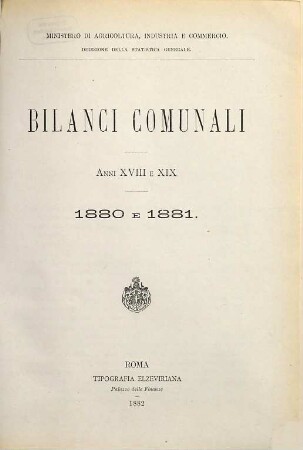 MINISTERO DI AGRICOLTURA, INDUSTRIA E COMMERCIO.
DIREZIONE DELLA STATISTICA GENERALE.
BILANCI COMUNALI
ANNI XVIII E XIX.
1880 E 1881.
ROMA
TIPOGRAFIA ELZEVIRIANA
Palazzo delle Finanze
1882